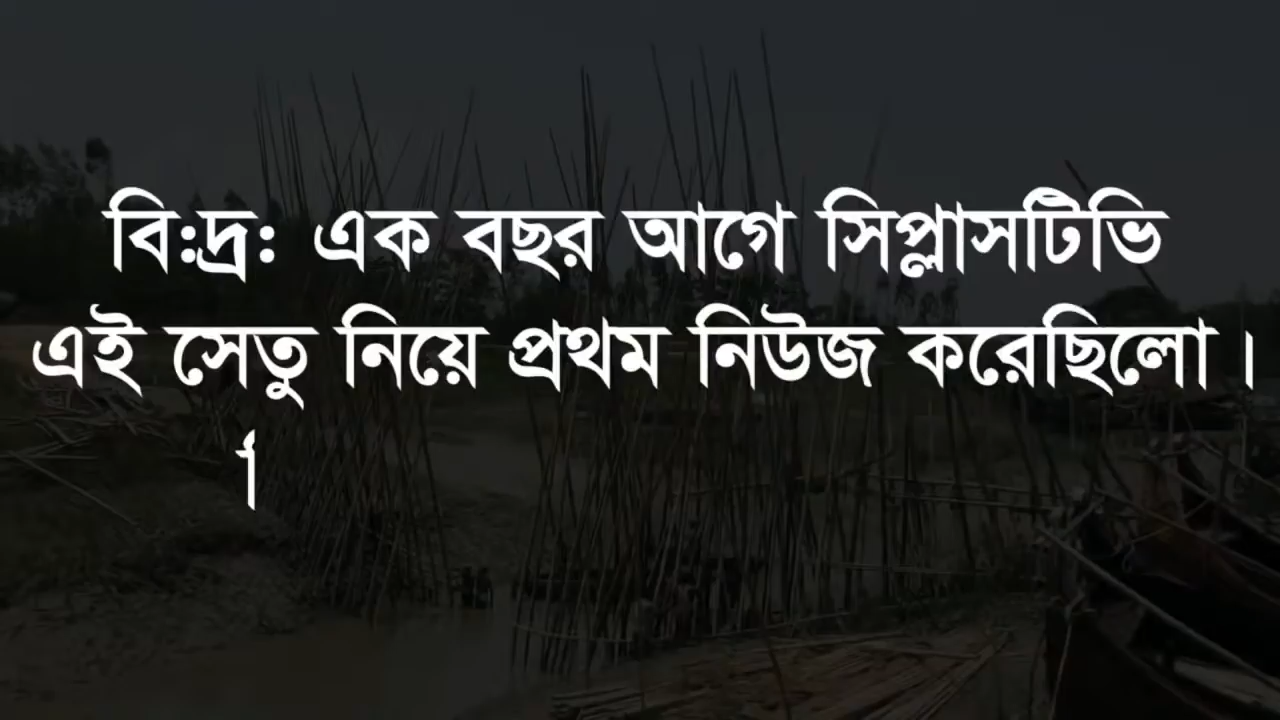 বি:দ্র: এক বছর আগে সিপ্লাসটিভি
এই সেতু নিয়ে প্রথম নিউজ করেছিলো।